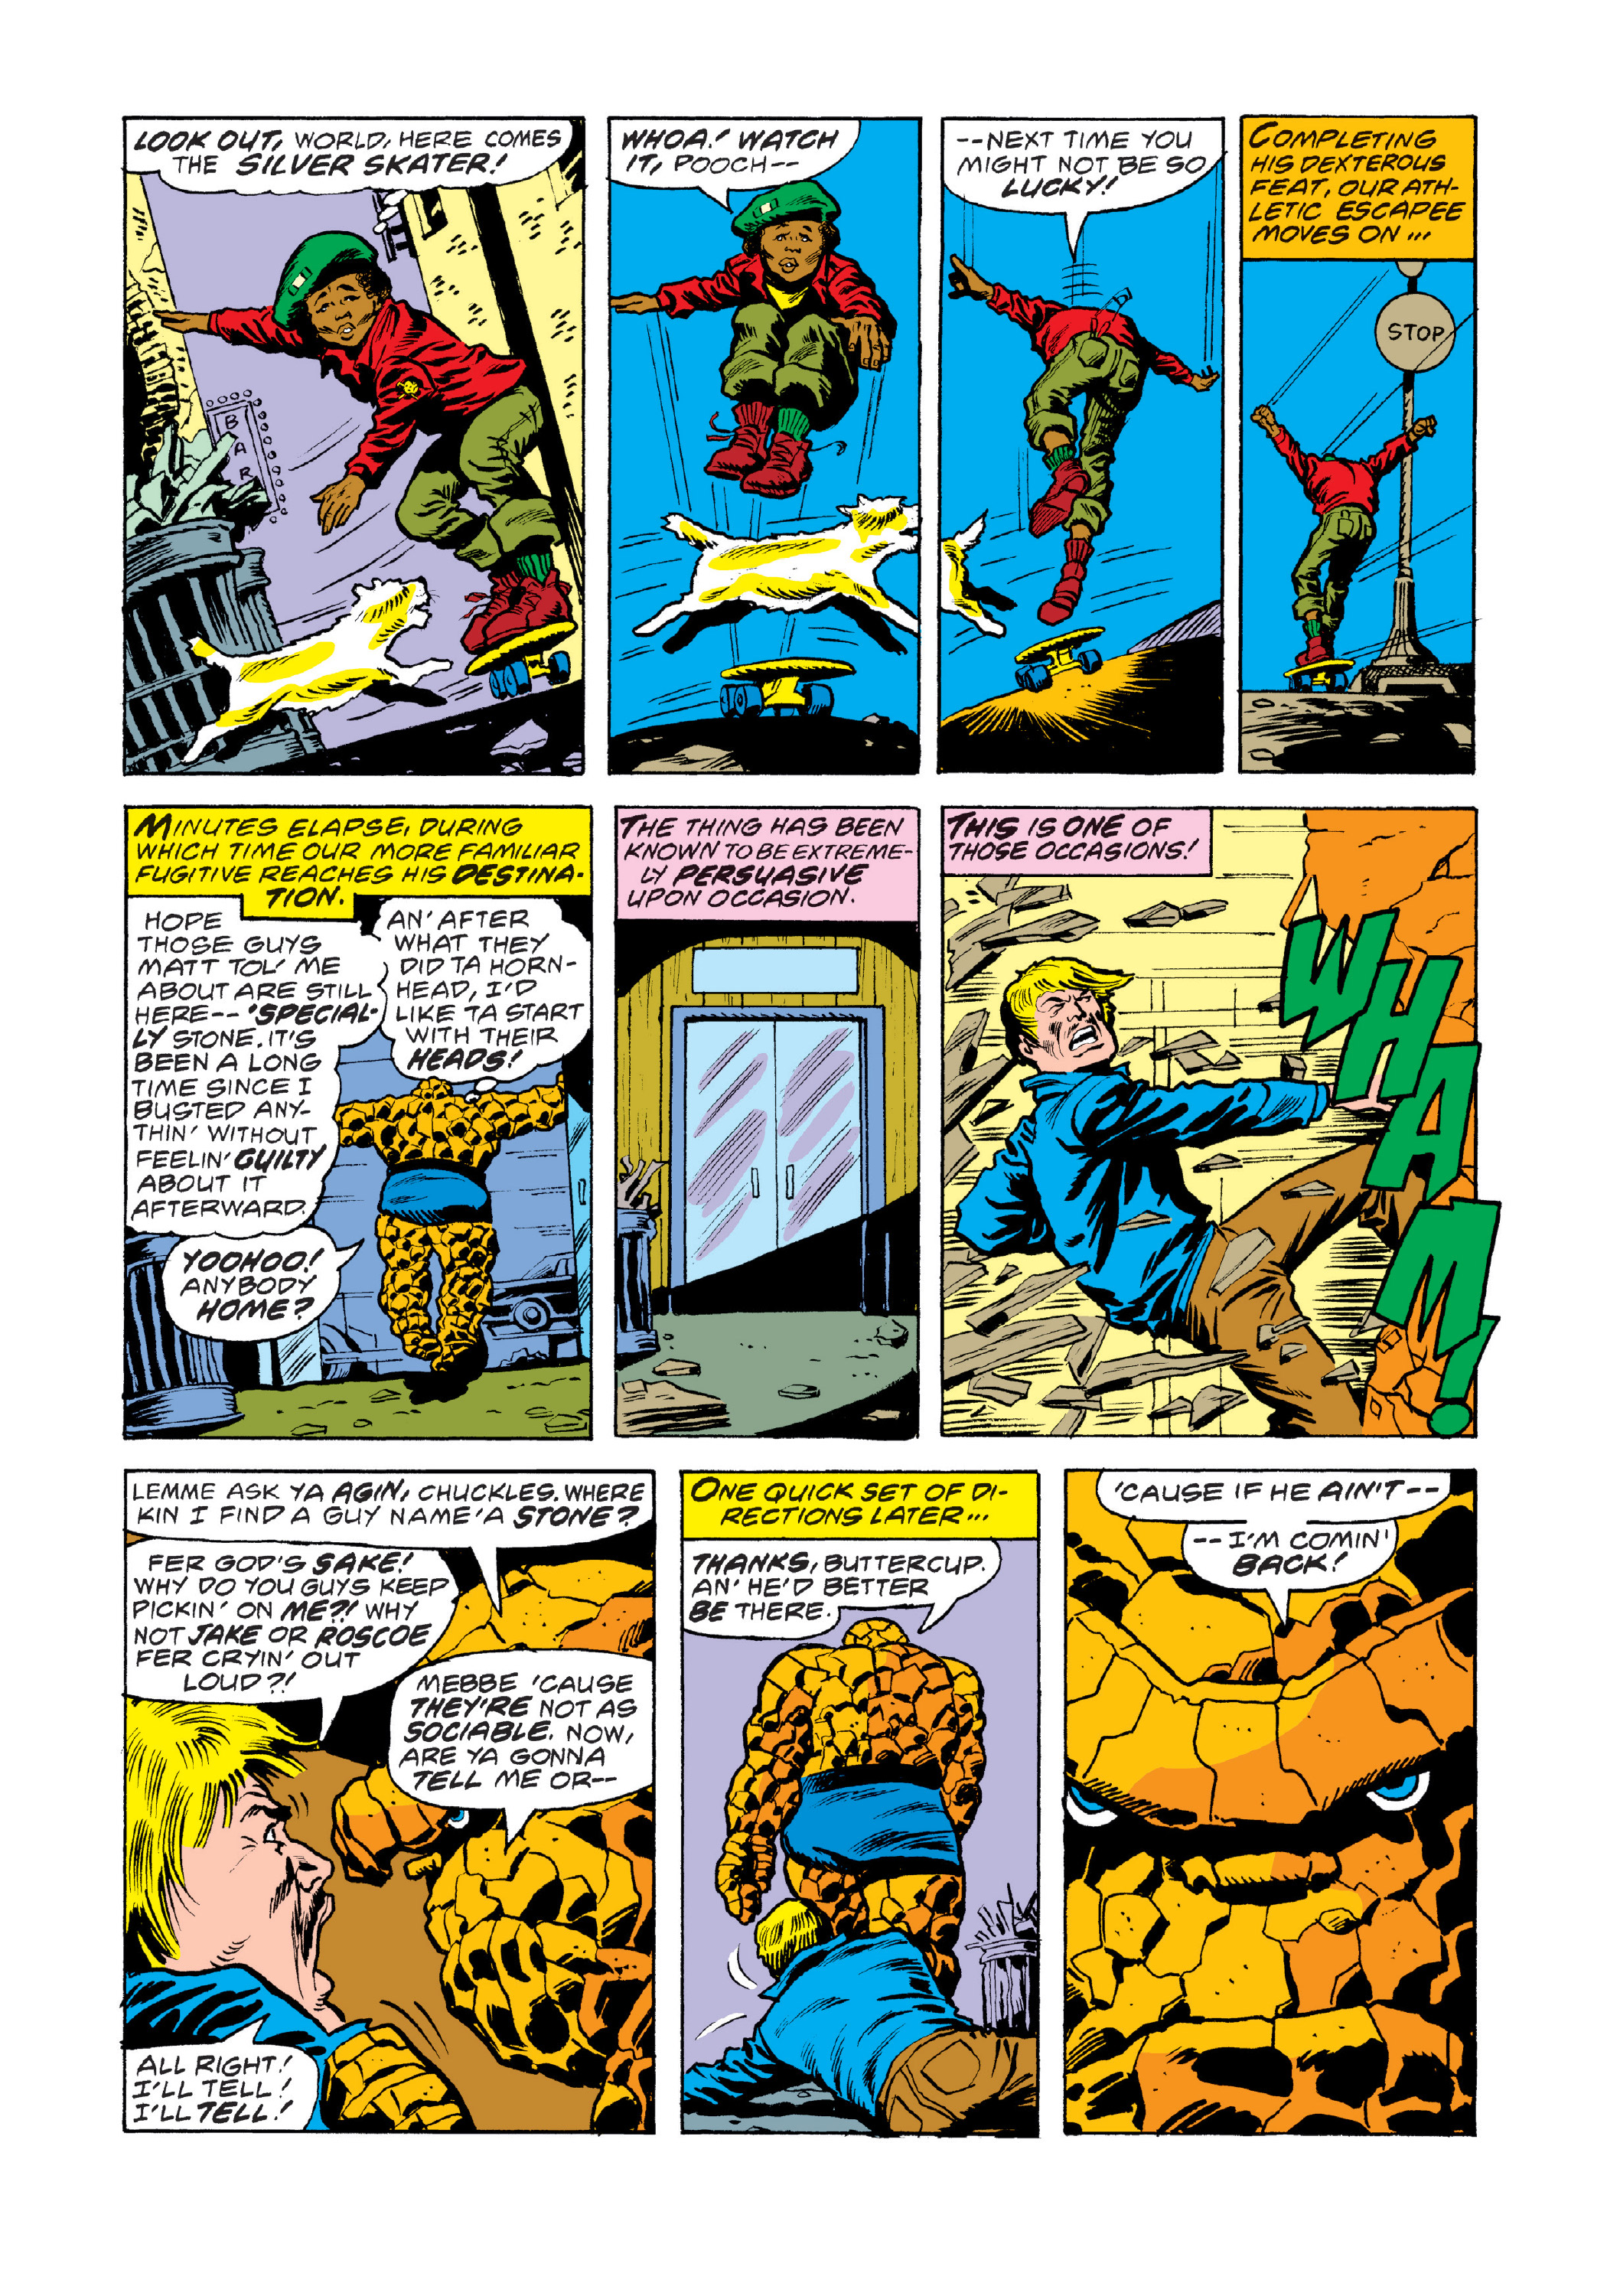 LOOK OUT, WORLD, HERE COMES
THE SILVER SKATER!
BAR
WHOA! WATCH
IT, POOCH--
--NEXT TIME YOU
MIGHT NOT BE SO
LUCKY!
COMPLETING
HIS DEXTEROUS
FEAT, OUR ATH-
LETIC ESCAPEE
MOVES ON...
STOP
MINUTES ELAPSE, DURING
WHICH TIME OUR MORE FAMILIAR
FUGITIVE REACHES HIS DESTINA-
TION.
HOPE
THOSE GUYS
MATT TOL' ME
ABOUT ARE STILL
HERE-- 'SPECIAL-
LY STONE. IT'S
BEEN A LONG
TIME SINCE I
BUSTED ANY-
THIN' WITHOUT
FEELIN' GUILTY
ABOUT IT
AFTERWARD.
AN' AFTER
WHAT THEY
DID TA HORN-
HEAD, I'D
LIKE TA START
WITH THEIR
HEADS!
YOOHOO!
ANYBODY
HOME?
THE THING HAS BEEN
KNOWN TO BE EXTREME-
LY PERSUASIVE
UPON OCCASION.
THIS IS ONE OF
THOSE OCCASIONS!
WHAM!
LEMME ASK YA AGIN, CHUCKLES. WHERE
KIN I FIND A GUY NAME'A STONE?
FER GOD'S SAKE!
WHY DO YOU GUYS KEEP
PICKIN' ON ME?! WHY
NOT JAKE OR ROSCOE
FER CRYIN' OUT
LOUD?!
MEBBE 'CAUSE
THEY'RE NOT AS
SOCIABLE. NOW,
ARE YA GONNA
TELL ME OR--
ALL RIGHT!
I'LL TELL!
I'LL TELL!
ONE QUICK SET OF DI-
RECTIONS LATER...
THANKS, BUTTERCUP.
AN' HE'D BETTER
BE THERE.
'CAUSE IF HE AIN'T--
--I'M COMIN'
BACK!